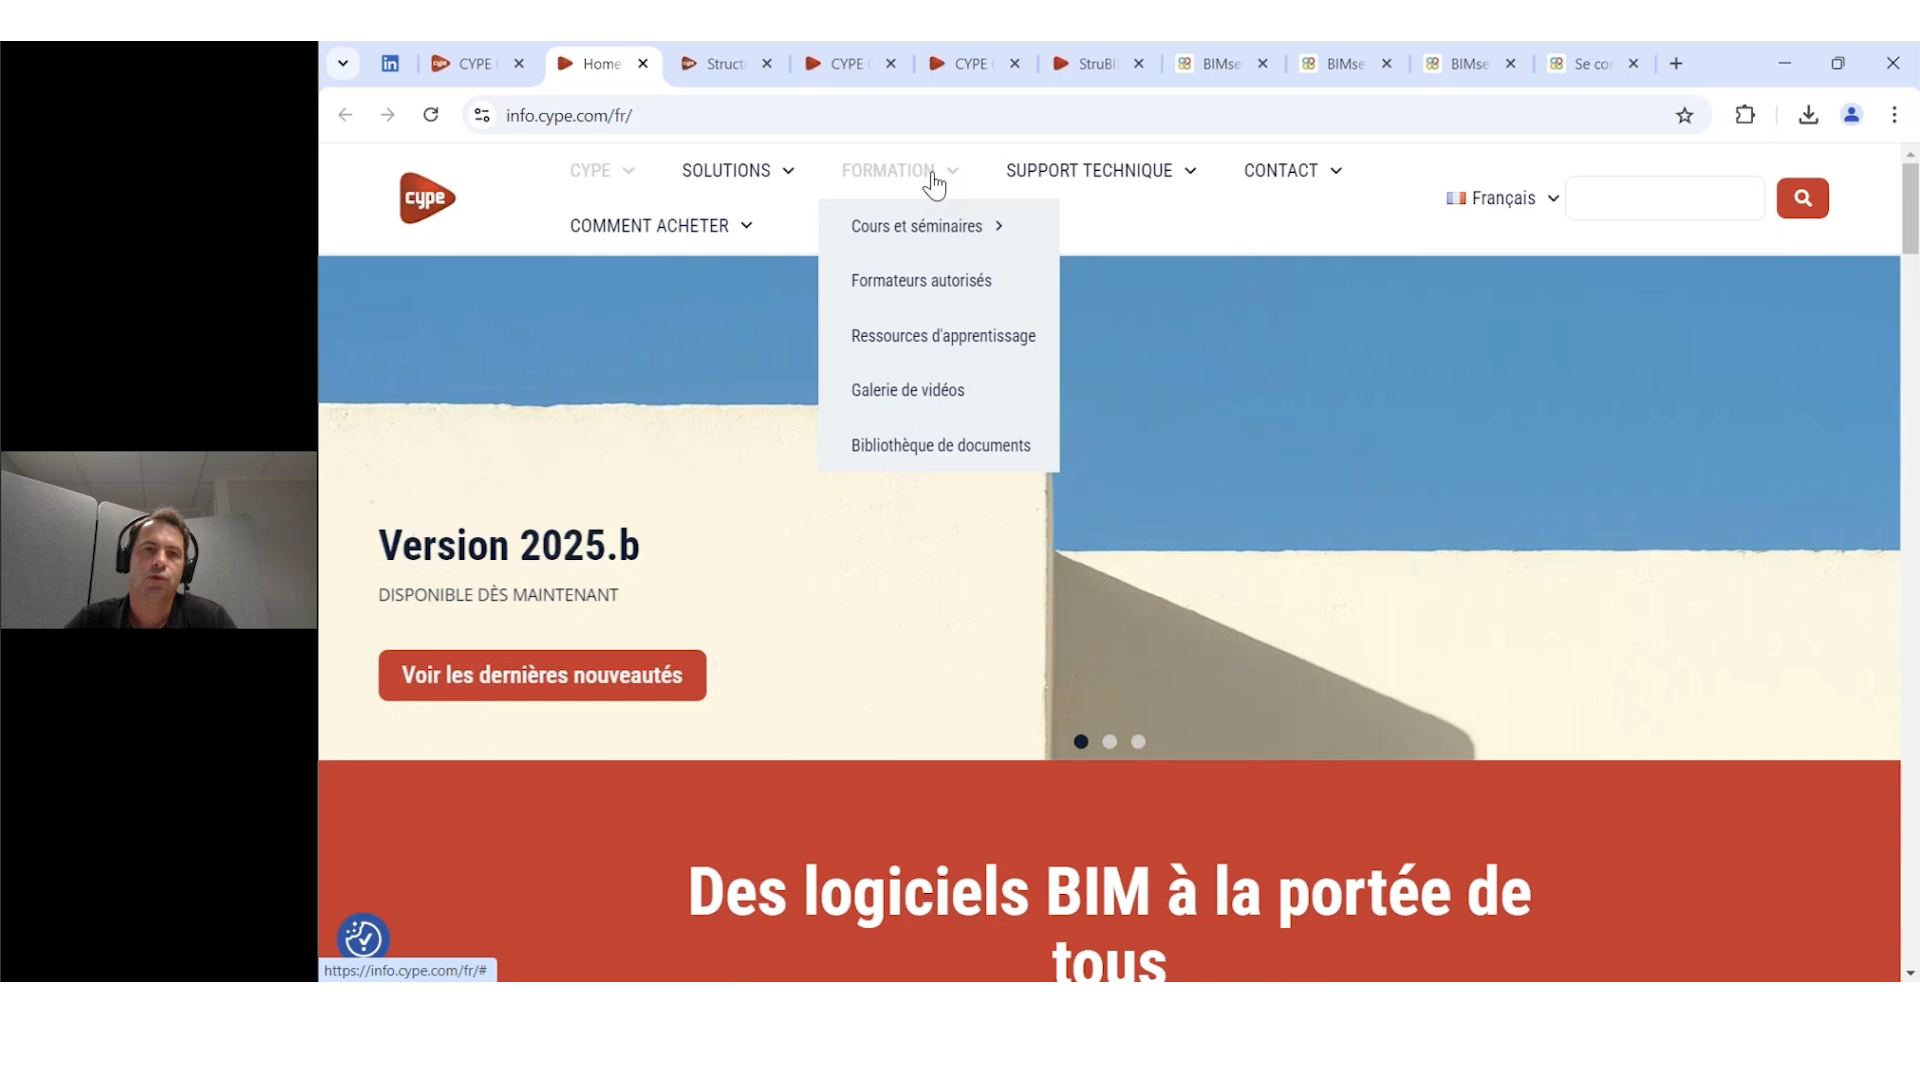 CYPE
Home
Struct
CYPE
CYPE
StruBI
BIMse
BIMse
BIMse
Se co
info.cype.com/fr/
cype
CYPE
SOLUTIONS
FORMATION
SUPPORT TECHNIQUE
CONTACT
COMMENT ACHETER
Français
Cours et séminaires
Formateurs autorisés
Ressources d'apprentissage
Galerie de vidéos
Bibliothèque de documents
Version 2025.b
DISPONIBLE DÈS MAINTENANT
Voir les dernières nouveautés
Des logiciels BIM à la portée de
tous
https://info.cype.com/fr/#